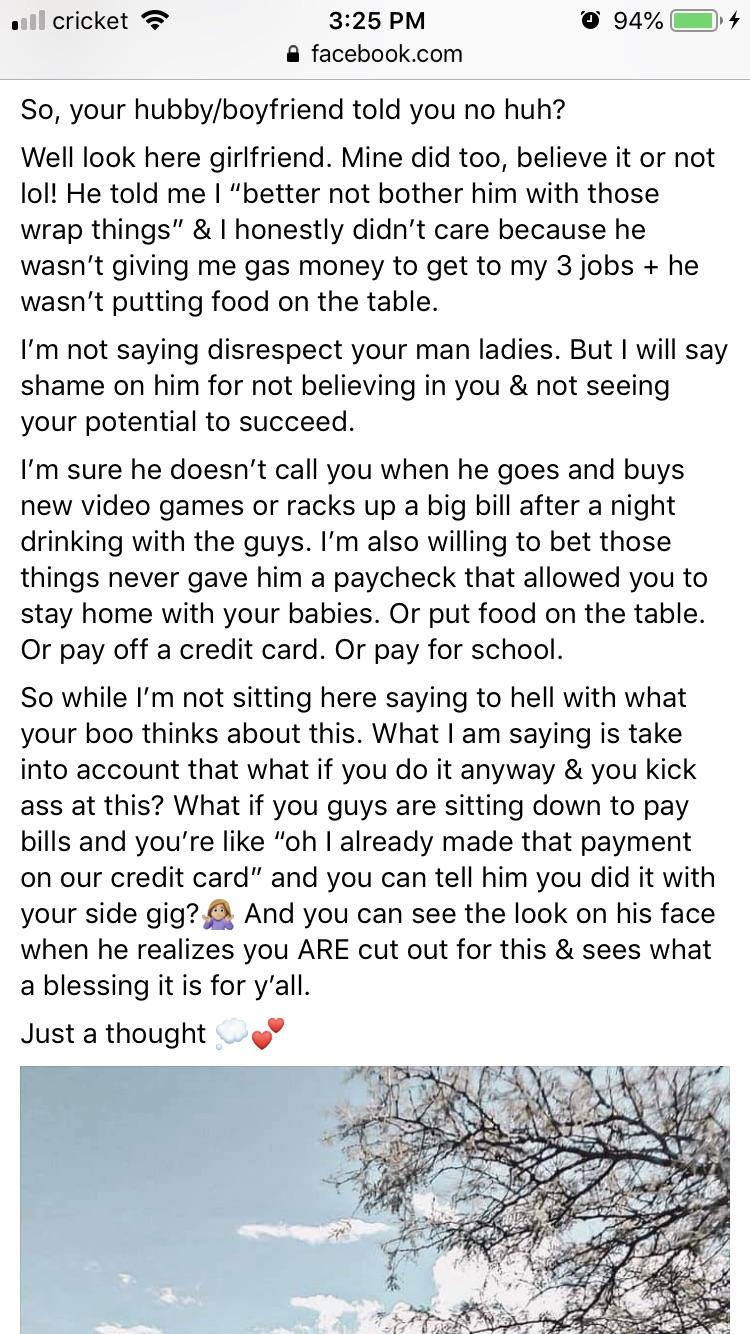 cricket 3:25 PM 94%
facebook.com
So, your hubby/boyfriend told you no huh?
Well look here girlfriend. Mine did too, believe it or not
lol! He told me I “better not bother him with those
wrap things” & I honestly didn’t care because he
wasn’t giving me gas money to get to my 3 jobs + he
wasn’t putting food on the table.
I’m not saying disrespect your man ladies. But I will say
shame on him for not believing in you & not seeing
your potential to succeed.
I’m sure he doesn’t call you when he goes and buys
new video games or racks up a big bill after a night
drinking with the guys. I’m also willing to bet those
things never gave him a paycheck that allowed you to
stay home with your babies. Or put food on the table.
Or pay off a credit card. Or pay for school.
So while I’m not sitting here saying to hell with what
your boo thinks about this. What I am saying is take
into account that what if you do it anyway & you kick
ass at this? What if you guys are sitting down to pay
bills and you’re like “oh I already made that payment
on our credit card” and you can tell him you did it with
your side gig?🤷🏼‍♀️ And you can see the look on his face
when he realizes you ARE cut out for this & sees what
a blessing it is for y’all.
Just a thought 💭💕